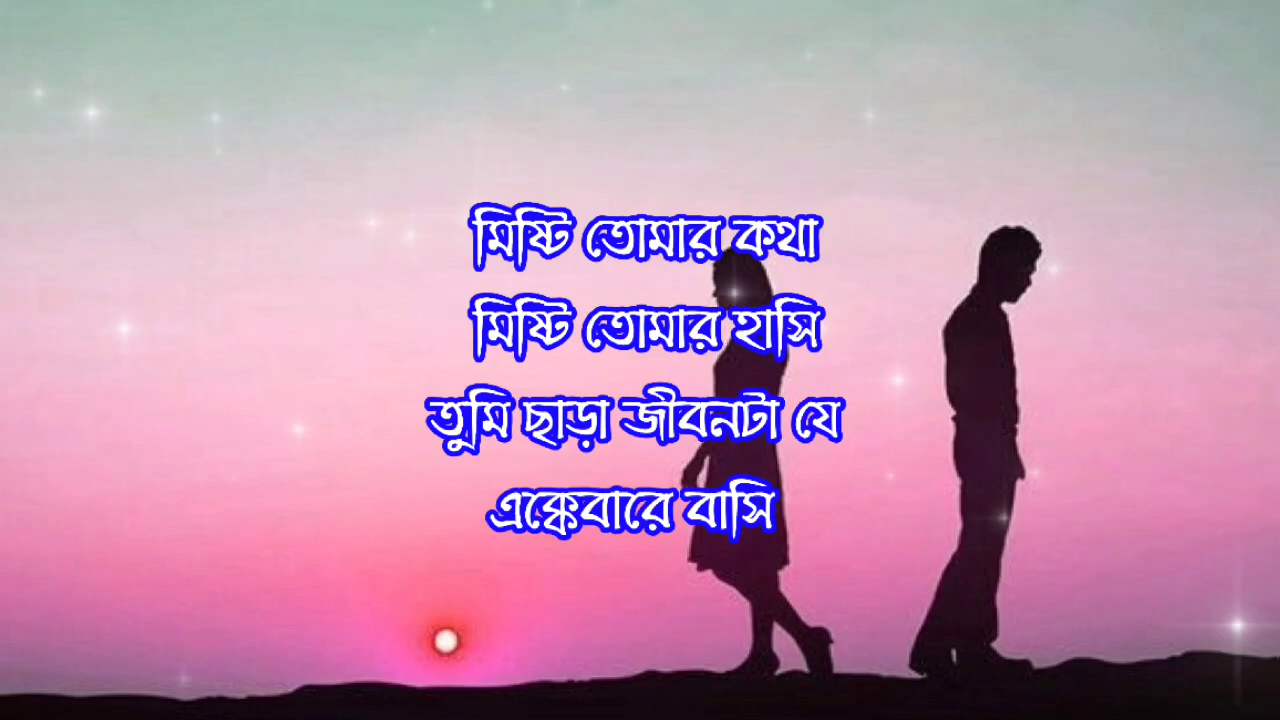 মিষ্টি তোমার কথা
মিষ্টি তোমার হাসি
তুমি ছাড়া জীবনটা যে
এক্কেবারে বাসি